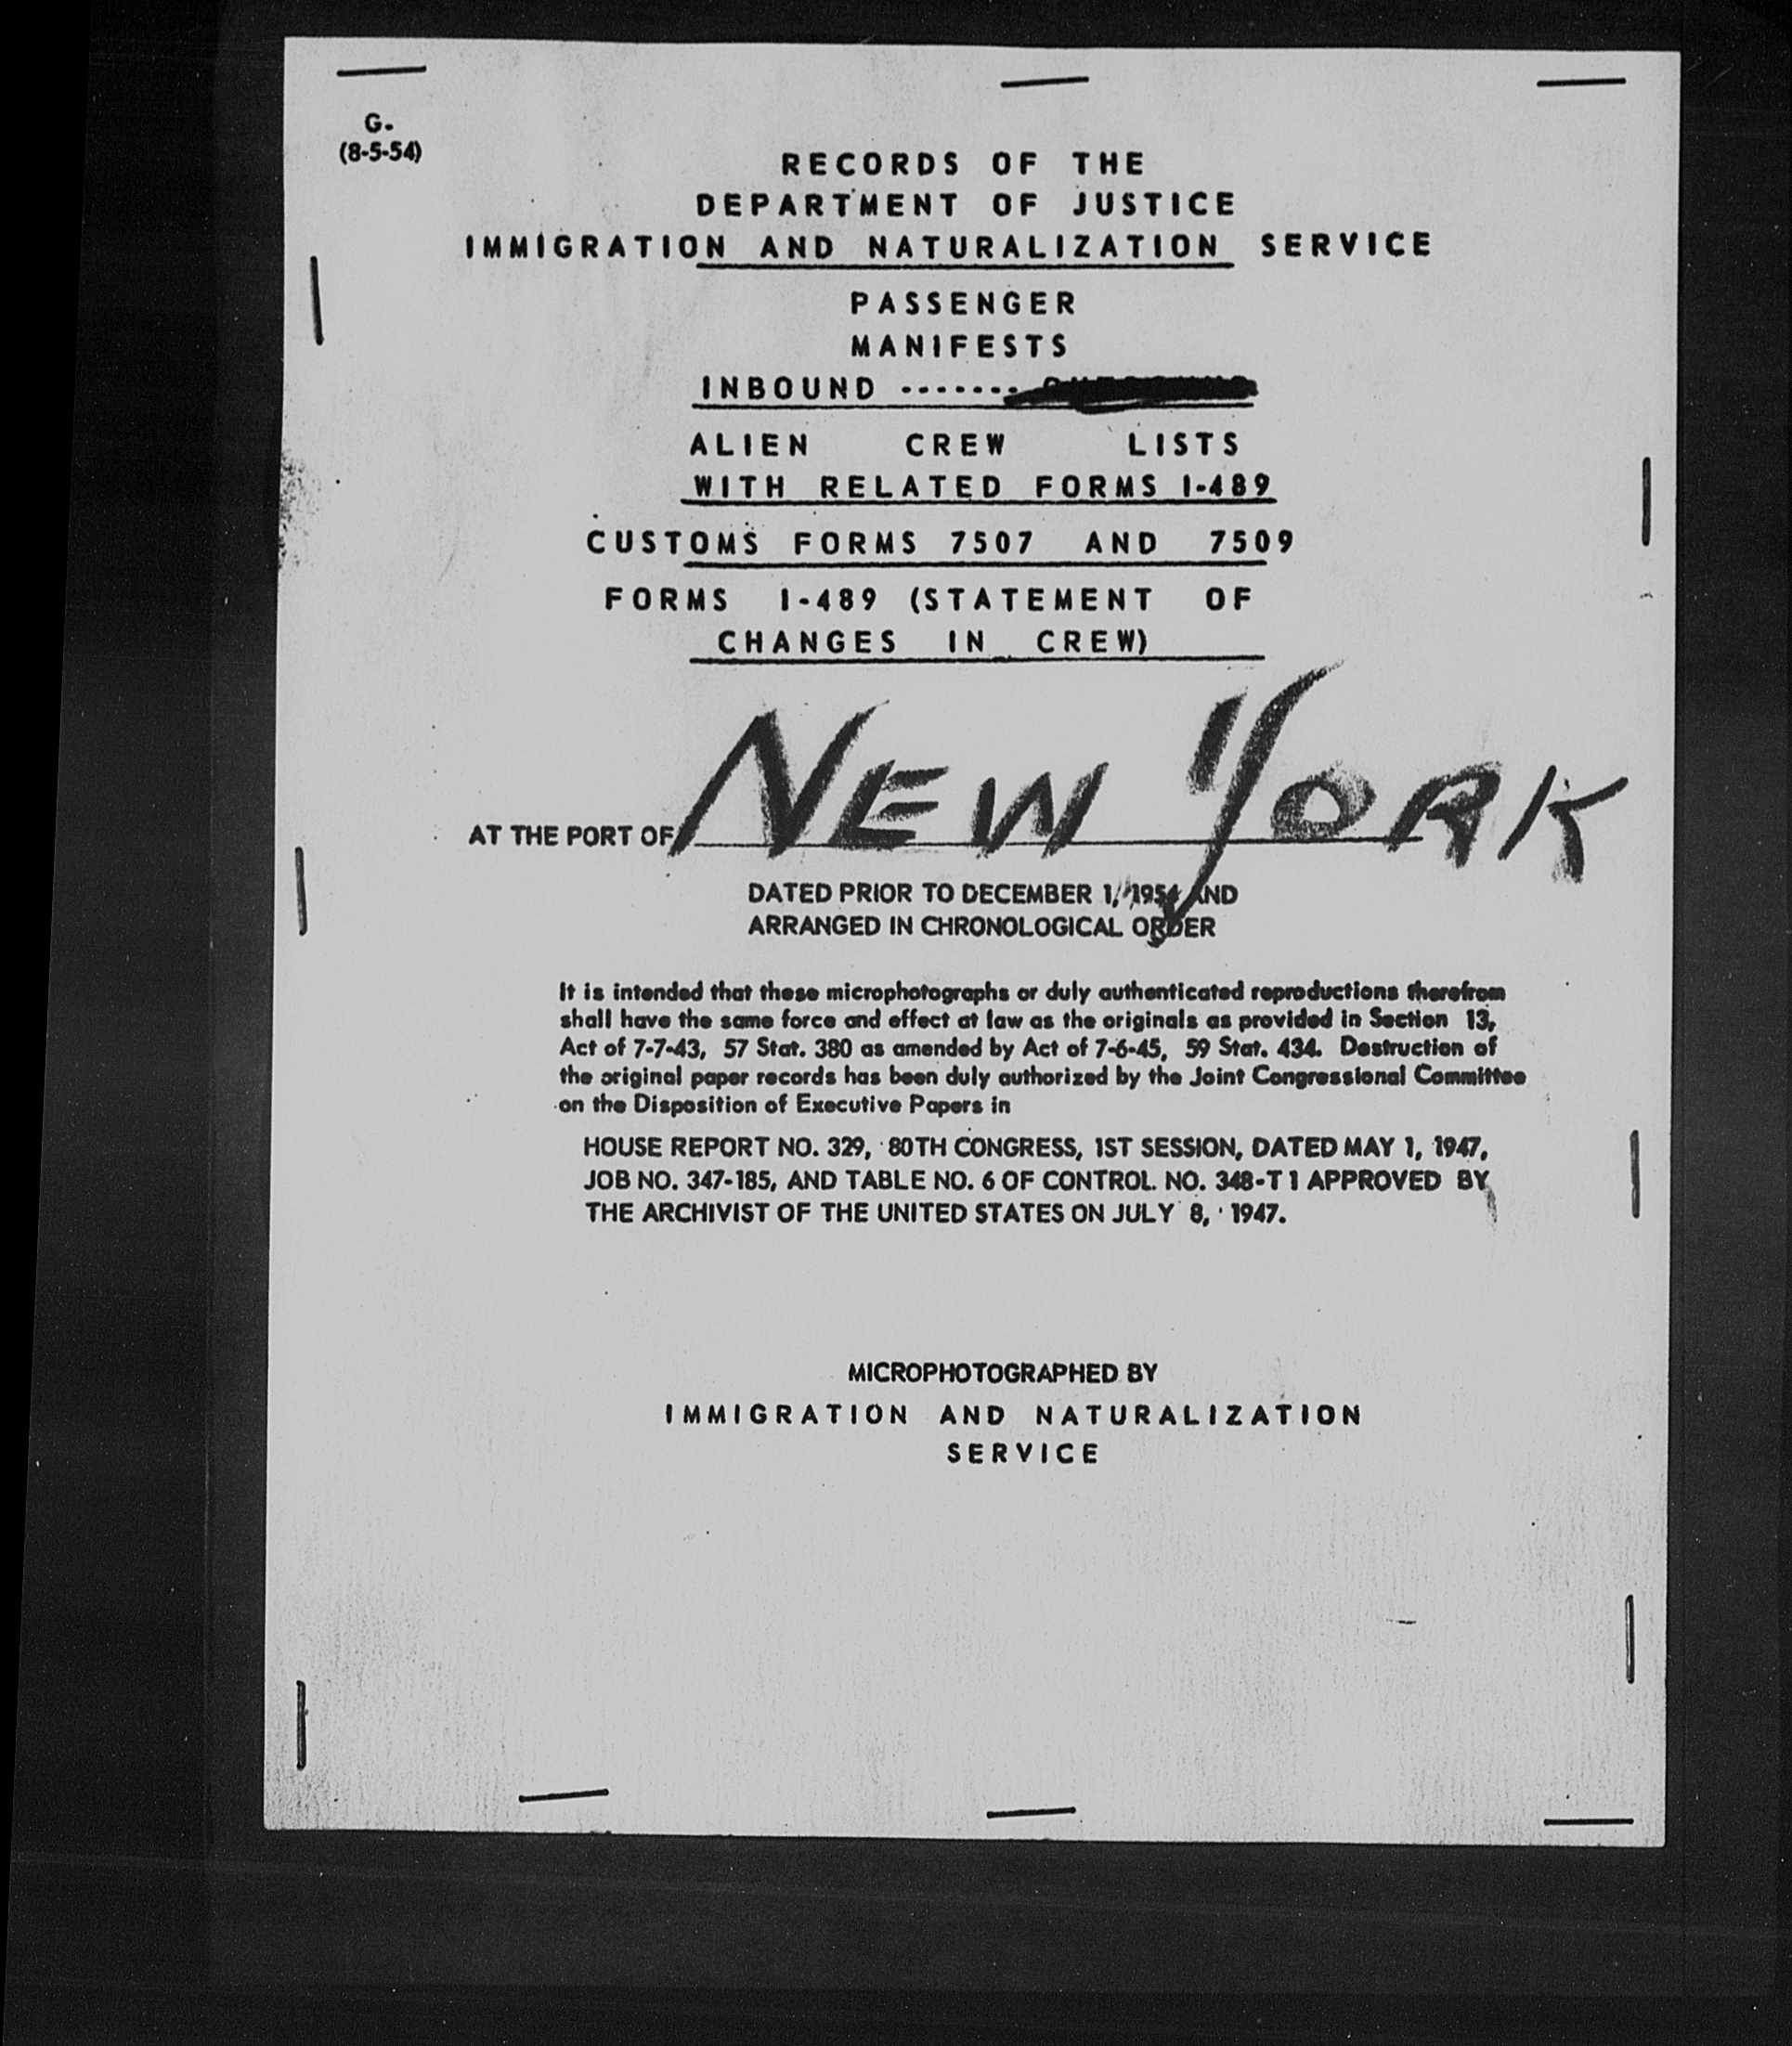 G.
(8-5-54)
RECORDS OF THE
DEPARTMENT OF JUSTICE
IMMIGRATION AND NATURALIZATION SERVICE
PASSENGER
MANIFESTS
INBOUND -------
ALIEN CREW LISTS
WITH RELATED FORMS I-489
CUSTOMS FORMS 7507 AND 7509
FORMS I-489 (STATEMENT OF
CHANGES IN CREW)
AT THE PORT OF NEW YORK
DATED PRIOR TO DECEMBER 1, 1954 AND
ARRANGED IN CHRONOLOGICAL ORDER
It is intended that these microphotographs or duly authenticated reproductions therefrom
shall have the same force and effect at law as the originals as provided in Section 13,
Act of 7-7-43, 57 Stat. 380 as amended by Act of 7-6-45, 59 Stat. 434. Destruction of
the original paper records has been duly authorized by the Joint Congressional Committee
on the Disposition of Executive Papers in
HOUSE REPORT NO. 329, 80TH CONGRESS, 1ST SESSION, DATED MAY 1, 1947,
JOB NO. 347-185, AND TABLE NO. 6 OF CONTROL NO. 348-T 1 APPROVED BY
THE ARCHIVIST OF THE UNITED STATES ON JULY 8, 1947.
MICROPHOTOGRAPHED BY
IMMIGRATION AND NATURALIZATION
SERVICE